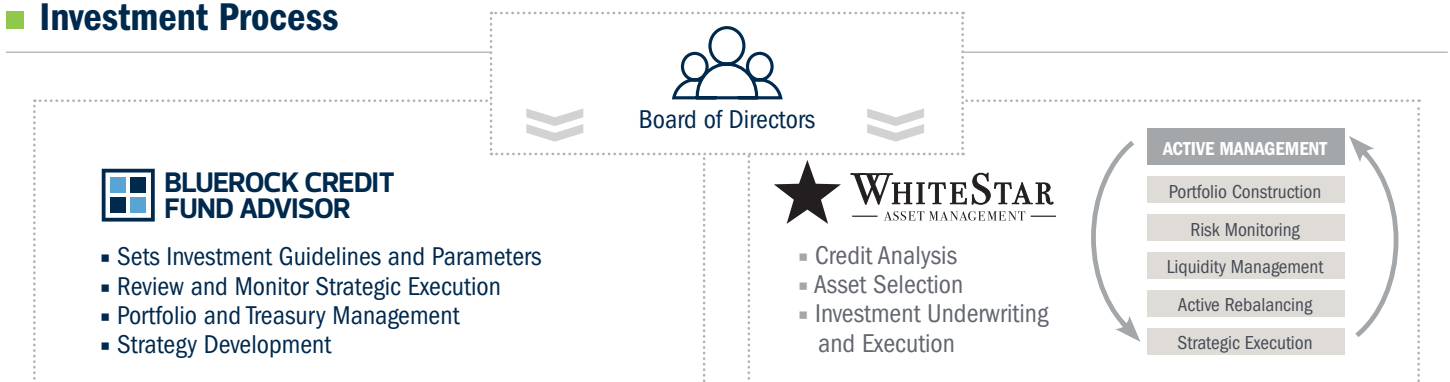 Investment Process
Board of Directors
BLUEROCK CREDIT
FUND ADVISOR
▪ Sets Investment Guidelines and Parameters
▪ Review and Monitor Strategic Execution
▪ Portfolio and Treasury Management
▪ Strategy Development
WHITESTAR
ASSET MANAGEMENT
▪ Credit Analysis
▪ Asset Selection
▪ Investment Underwriting
and Execution
ACTIVE MANAGEMENT
Portfolio Construction
Risk Monitoring
Liquidity Management
Active Rebalancing
Strategic Execution